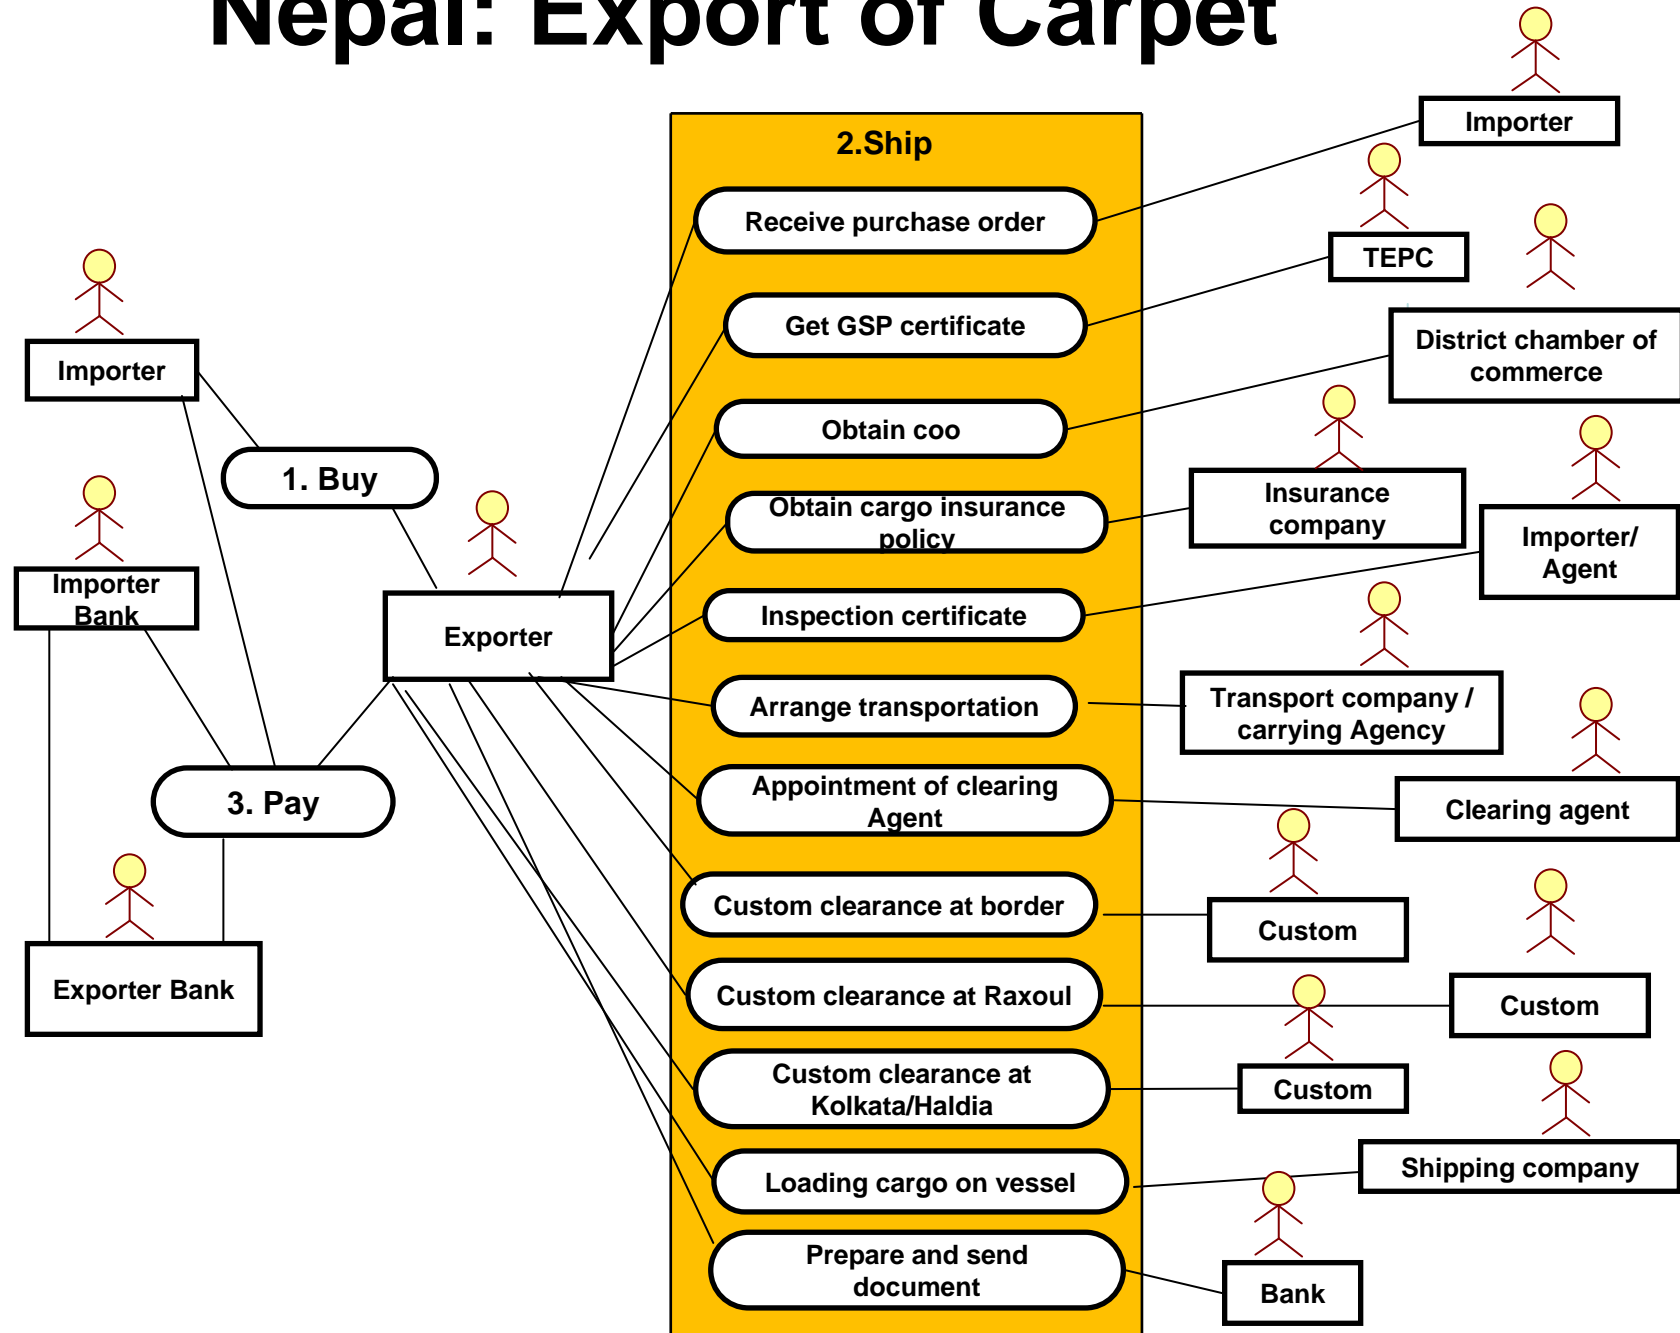 Nepal: Export of Carpet
2.Ship
Importer
Receive purchase order
TEPC
Get GSP certificate
District chamber of
commerce
Importer
Obtain coo
1. Buy
Insurance
company
Obtain cargo insurance
policy
Importer/
Agent
Importer
Bank
Exporter
Inspection certificate
Arrange transportation
Transport company /
carrying Agency
3. Pay
Appointment of clearing
Agent
Clearing agent
Custom clearance at border
Custom
Exporter Bank
Custom clearance at Raxoul
Custom
Custom clearance at
Kolkata/Haldia
Custom
Loading cargo on vessel
Shipping company
Prepare and send
document
Bank